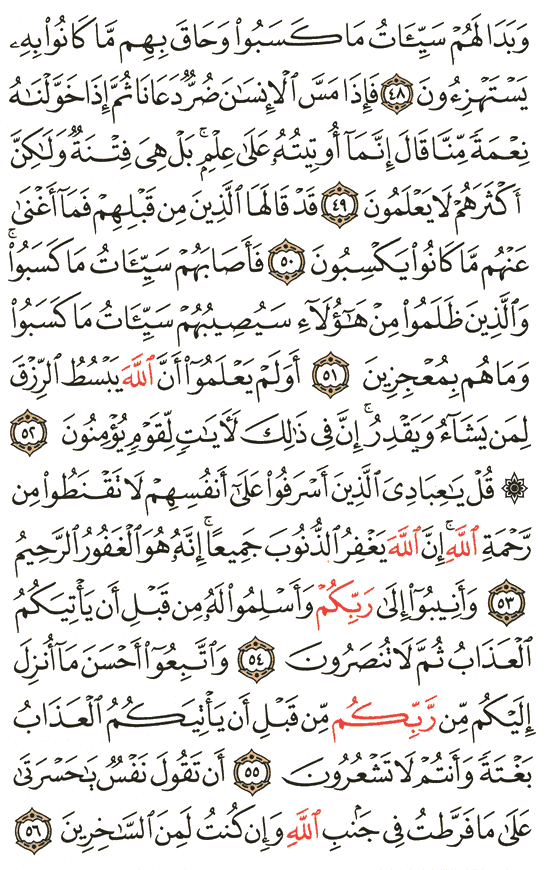 وَبَدَا لَهُمْ سَيِّـَٔاتُ مَا كَسَبُوا۟ وَحَاقَ بِهِم مَّا كَانُوا۟ بِهِۦ
يَسْتَهْزِءُونَ ٤٨ فَإِذَا مَسَّ ٱلْإِنسَٰنَ ضُرٌّ دَعَانَا ثُمَّ إِذَا خَوَّلْنَٰهُ
نِعْمَةً مِّنَّا قَالَ إِنَّمَآ أُوتِيتُهُۥ عَلَىٰ عِلْمٍۭ ۚ بَلْ هِىَ فِتْنَةٌ وَلَٰكِنَّ
أَكْثَرَهُمْ لَا يَعْلَمُونَ ٤٩ قَدْ قَالَهَا ٱلَّذِينَ مِن قَبْلِهِمْ فَمَآ أَغْنَىٰ
عَنْهُم مَّا كَانُوا۟ يَكْسِبُونَ ٥٠ فَأَصَابَهُمْ سَيِّـَٔاتُ مَا كَسَبُوا۟ ۚ
وَٱلَّذِينَ ظَلَمُوا۟ مِنْ هَٰٓؤُلَآءِ سَيُصِيبُهُمْ سَيِّـَٔاتُ مَا كَسَبُوا۟
وَمَا هُم بِمُعْجِزِينَ ٥١ أَوَلَمْ يَعْلَمُوٓا۟ أَنَّ ٱللَّهَ يَبْسُطُ ٱلرِّزْقَ
لِمَن يَشَآءُ وَيَقْدِرُ ۚ إِنَّ فِى ذَٰلِكَ لَـَٔايَٰتٍ لِّقَوْمٍ يُؤْمِنُونَ ٥٢
۞ قُلْ يَٰعِبَادِىَ ٱلَّذِينَ أَسْرَفُوا۟ عَلَىٰٓ أَنفُسِهِمْ لَا تَقْنَطُوا۟ مِن
رَّحْمَةِ ٱللَّهِ ۚ إِنَّ ٱللَّهَ يَغْفِرُ ٱلذُّنُوبَ جَمِيعًا ۚ إِنَّهُۥ هُوَ ٱلْغَفُورُ ٱلرَّحِيمُ
٥٣ وَأَنِيبُوٓا۟ إِلَىٰ رَبِّكُمْ وَأَسْلِمُوا۟ لَهُۥ مِن قَبْلِ أَن يَأْتِيَكُمُ
ٱلْعَذَابُ ثُمَّ لَا تُنصَرُونَ ٥٤ وَٱتَّبِعُوٓا۟ أَحْسَنَ مَآ أُنزِلَ
إِلَيْكُم مِّن رَّبِّكُم مِّن قَبْلِ أَن يَأْتِيَكُمُ ٱلْعَذَابُ
بَغْتَةً وَأَنتُمْ لَا تَشْعُرُونَ ٥٥ أَن تَقُولَ نَفْسٌ يَٰحَسْرَتَىٰ
عَلَىٰ مَا فَرَّطتُ فِى جَنۢبِ ٱللَّهِ وَإِن كُنتُ لَمِنَ ٱلسَّٰخِرِينَ ٥٦